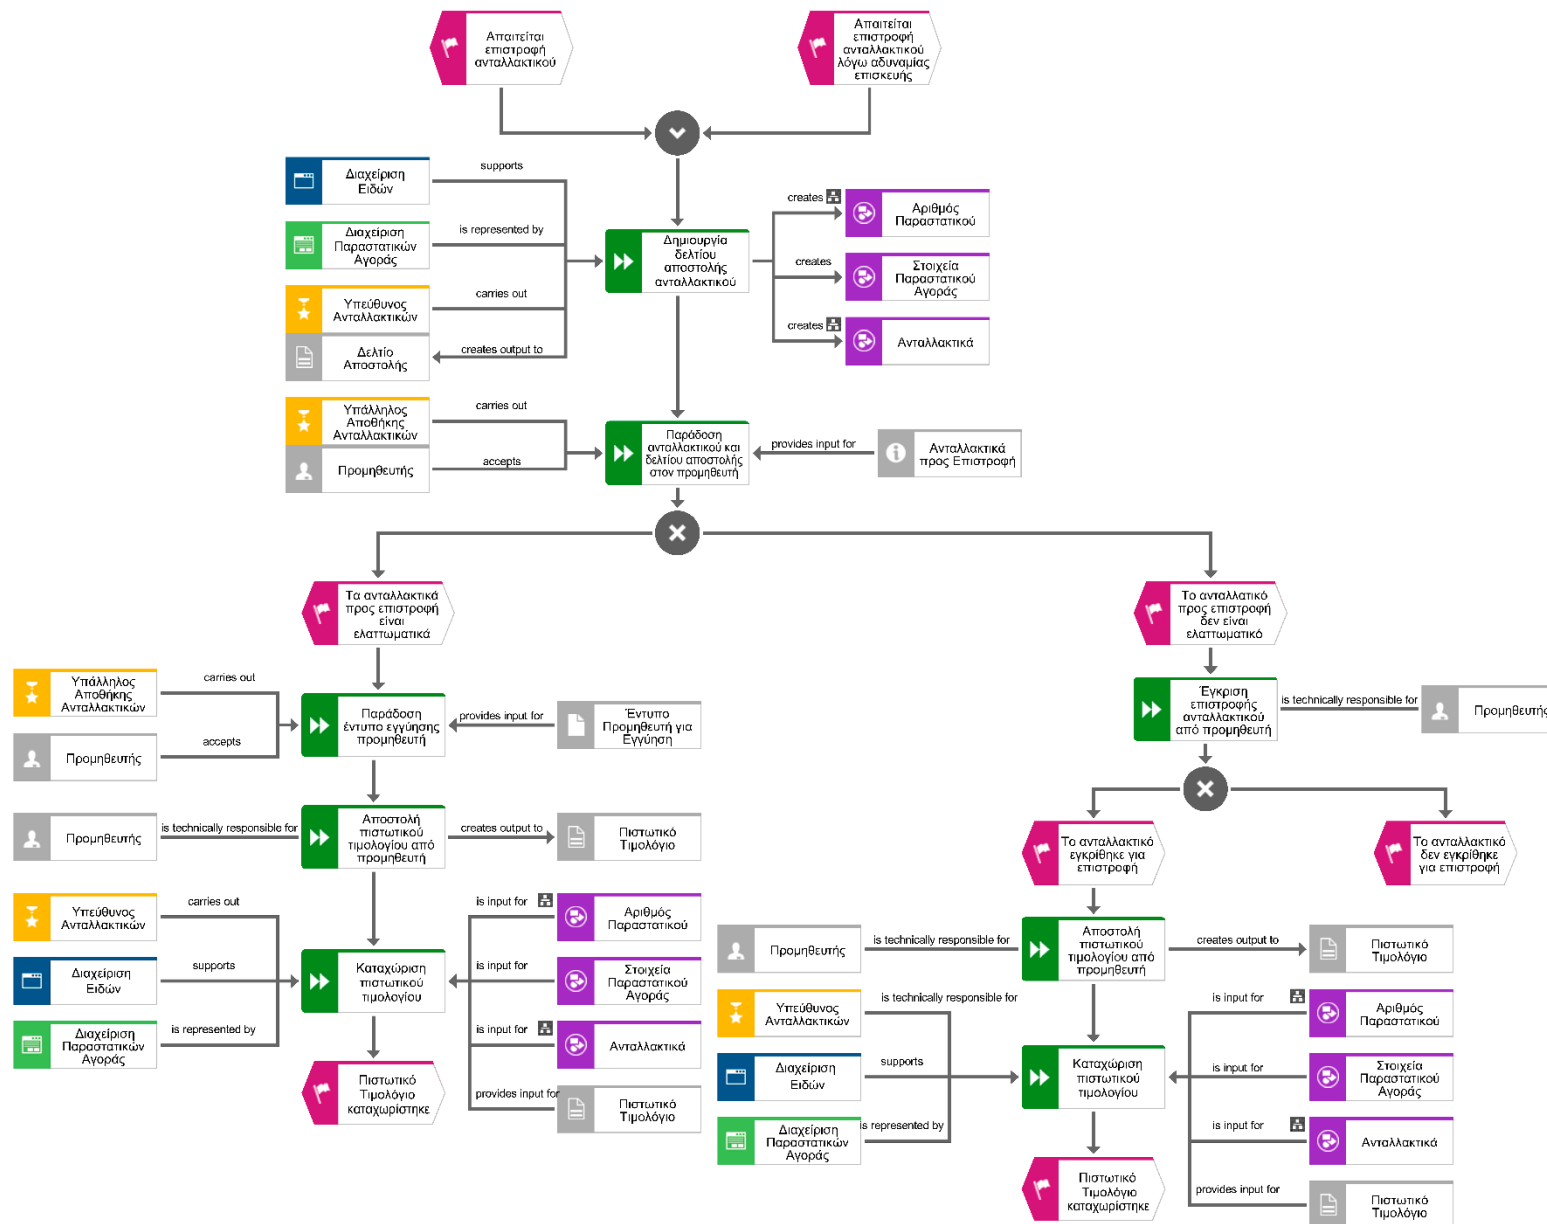 Απαιτείται
επιστροφή
ανταλλακτικού
Απαιτείται
επιστροφή
ανταλλακτικού
λόγω αδυναμίας
επισκευής
Διαχείριση
Ειδών
supports
Διαχείριση
Παραστατικών
Αγοράς
is represented by
Υπεύθυνος
Ανταλλακτικών
carries out
Δελτίο
Αποστολής
creates output to
Δημιουργία
δελτίου
αποστολής
ανταλλακτικού
creates
Αριθμός
Παραστατικού
creates
Στοιχεία
Παραστατικού
Αγοράς
creates
Ανταλλακτικά
Υπάλληλος
Αποθήκης
Ανταλλακτικών
carries out
Προμηθευτής
accepts
Παράδοση
ανταλλακτικού και
δελτίου αποστολής
στον προμηθευτή
provides input for
Ανταλλακτικά
προς Επιστροφή
Τα ανταλλακτικά
προς επιστροφή
είναι
ελαττωματικά
Το ανταλλατικό
προς επιστροφή
δεν είναι
ελαττωματικό
Υπάλληλος
Αποθήκης
Ανταλλακτικών
carries out
Προμηθευτής
accepts
Παράδοση
έντυπο εγγύησης
προμηθευτή
provides input for
Έντυπο
Προμηθευτή για
Εγγύηση
Έγκριση
επιστροφής
ανταλλακτικού
από προμηθευτή
is technically responsible for
Προμηθευτής
Προμηθευτής
is technically responsible for
Αποστολή
πιστωτικού
τιμολογίου από
προμηθευτή
creates output to
Πιστωτικό
Τιμολόγιο
Το ανταλλακτικό
εγκρίθηκε για
επιστροφή
Το ανταλλακτικό
δεν εγκρίθηκε
για επιστροφή
Υπεύθυνος
Ανταλλακτικών
carries out
Διαχείριση
Ειδών
supports
Διαχείριση
Παραστατικών
Αγοράς
is represented by
Καταχώριση
πιστωτικού
τιμολογίου
is input for
Αριθμός
Παραστατικού
is input for
Στοιχεία
Παραστατικού
Αγοράς
is input for
Ανταλλακτικά
provides input for
Πιστωτικό
Τιμολόγιο
Πιστωτικό
Τιμολόγιο
καταχωρίστηκε
Προμηθευτής
is technically responsible for
Αποστολή
πιστωτικού
τιμολογίου από
προμηθευτή
creates output to
Πιστωτικό
Τιμολόγιο
Υπεύθυνος
Ανταλλακτικών
is technically responsible for
Διαχείριση
Ειδών
supports
Διαχείριση
Παραστατικών
Αγοράς
is represented by
Καταχώριση
πιστωτικού
τιμολογίου
is input for
Αριθμός
Παραστατικού
is input for
Στοιχεία
Παραστατικού
Αγοράς
is input for
Ανταλλακτικά
provides input for
Πιστωτικό
Τιμολόγιο
Πιστωτικό
Τιμολόγιο
καταχωρίστηκε